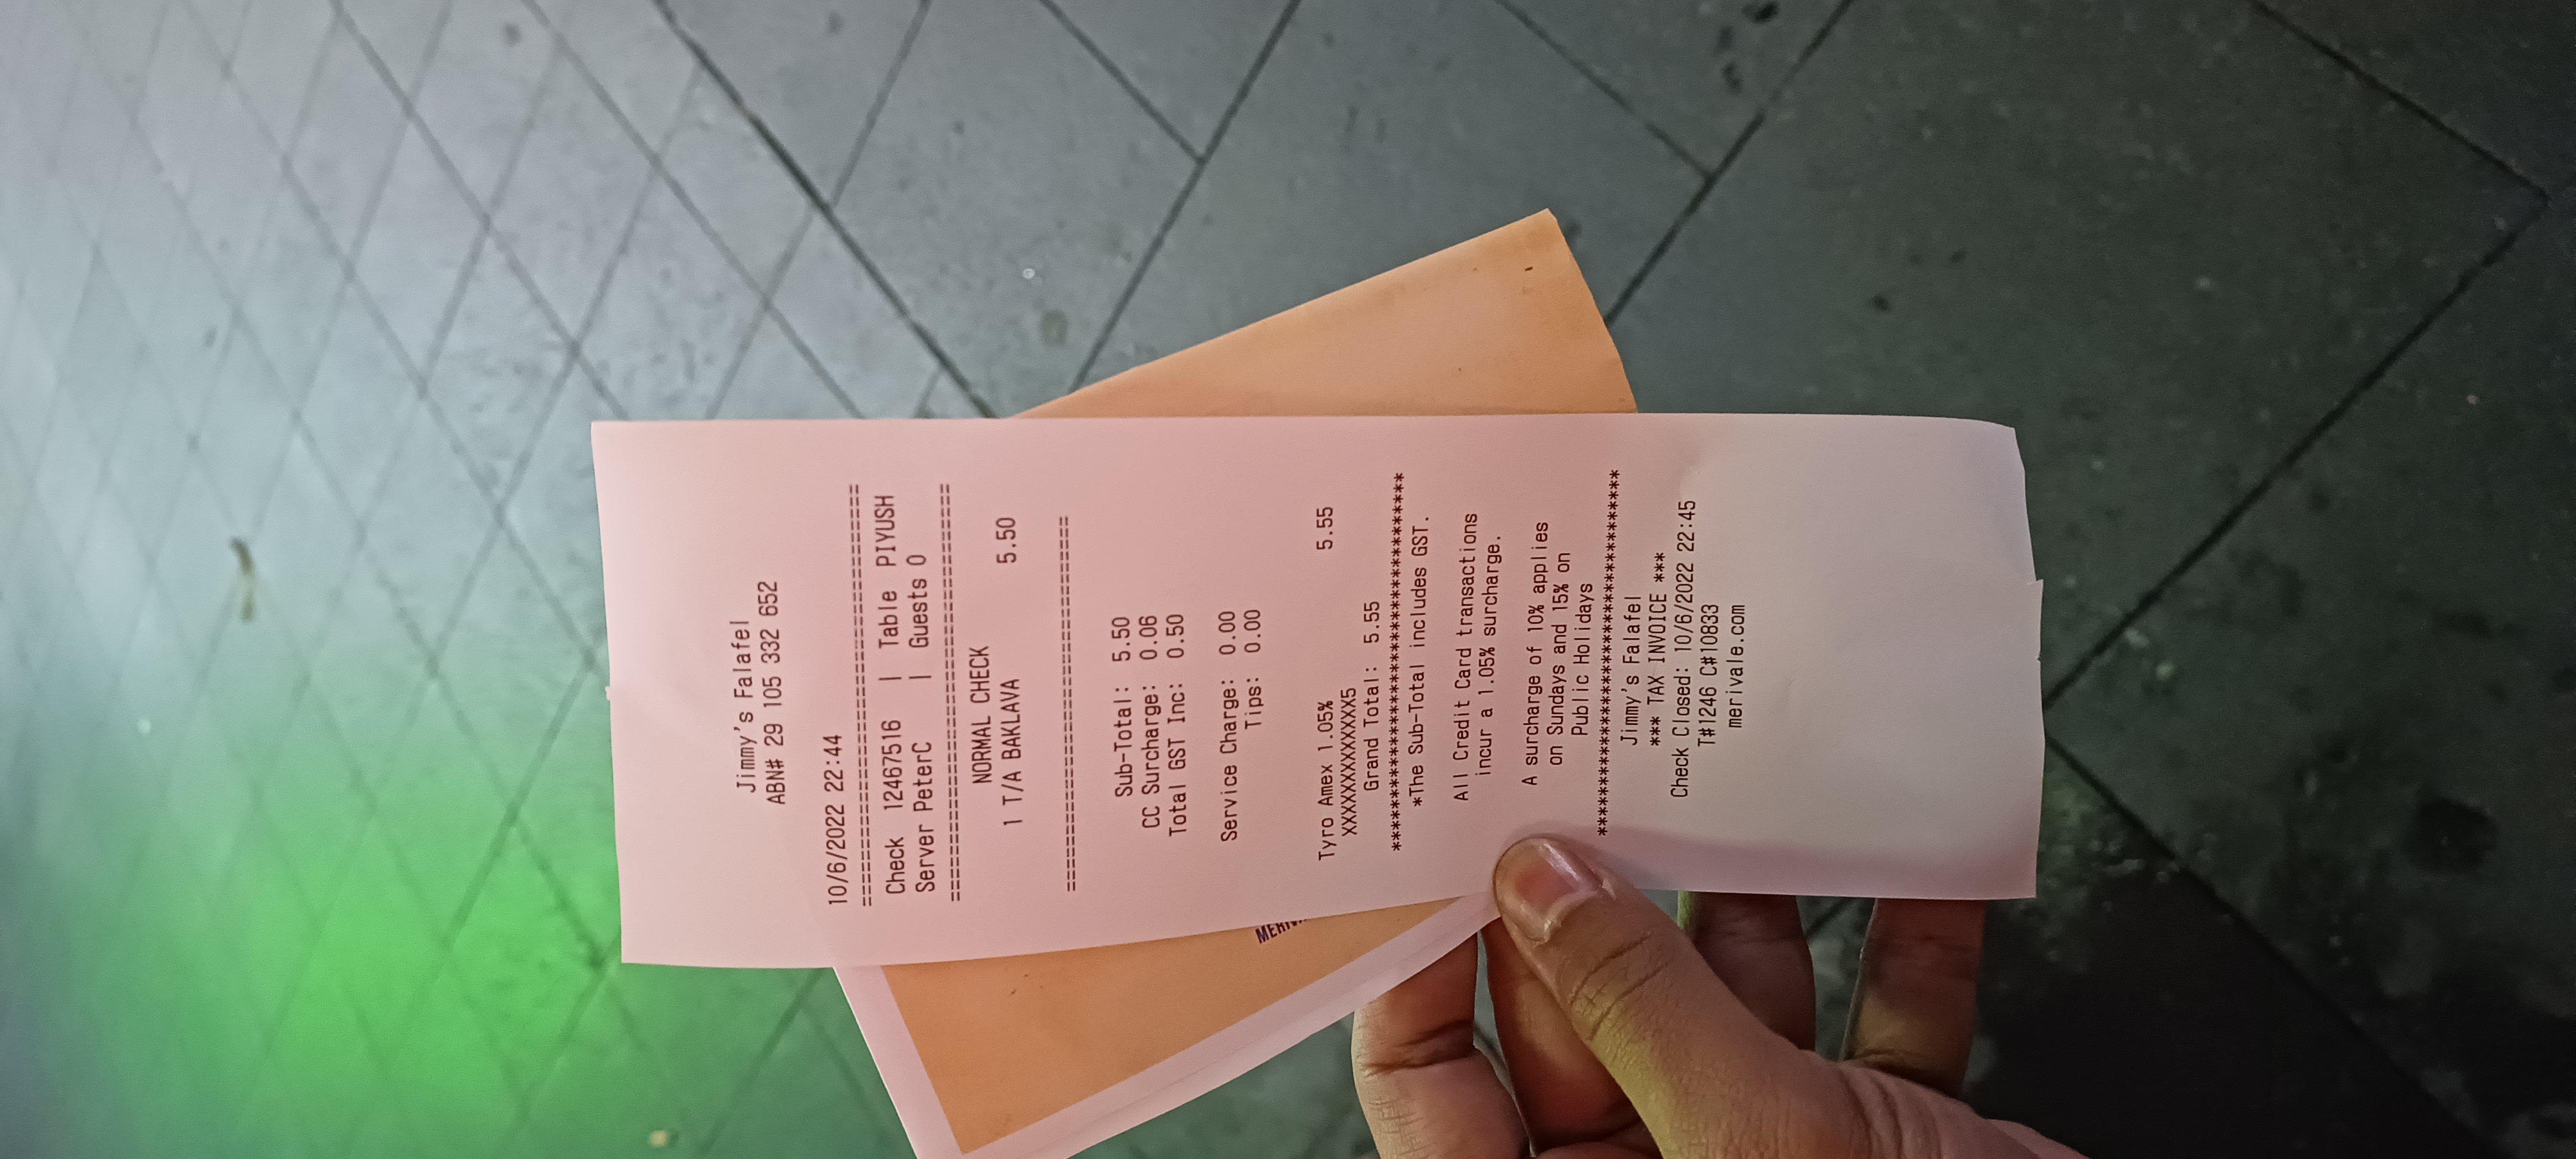 Jimmy's Falafel
ABN# 29 105 332 652
10/6/2022 22:44
===================================
Check 12467516 | Table PIYUSH
Server PeterC | Guests 0
===================================
NORMAL CHECK
1 T/A BAKLAVA 5.50
===================================
Sub-Total: 5.50
CC Surcharge: 0.06
Total GST Inc: 0.50
Service Charge: 0.00
Tips: 0.00
Tyro Amex 1.05% 5.55
XXXXXXXXXXXXX5
Grand Total: 5.55
***********************************
*The Sub-Total includes GST.
All Credit Card transactions
incur a 1.05% surcharge.
A surcharge of 10% applies
on Sundays and 15% on
Public Holidays
***********************************
Jimmy's Falafel
*** TAX INVOICE ***
Check Closed: 10/6/2022 22:45
T#1246 C#10833
merivale.com